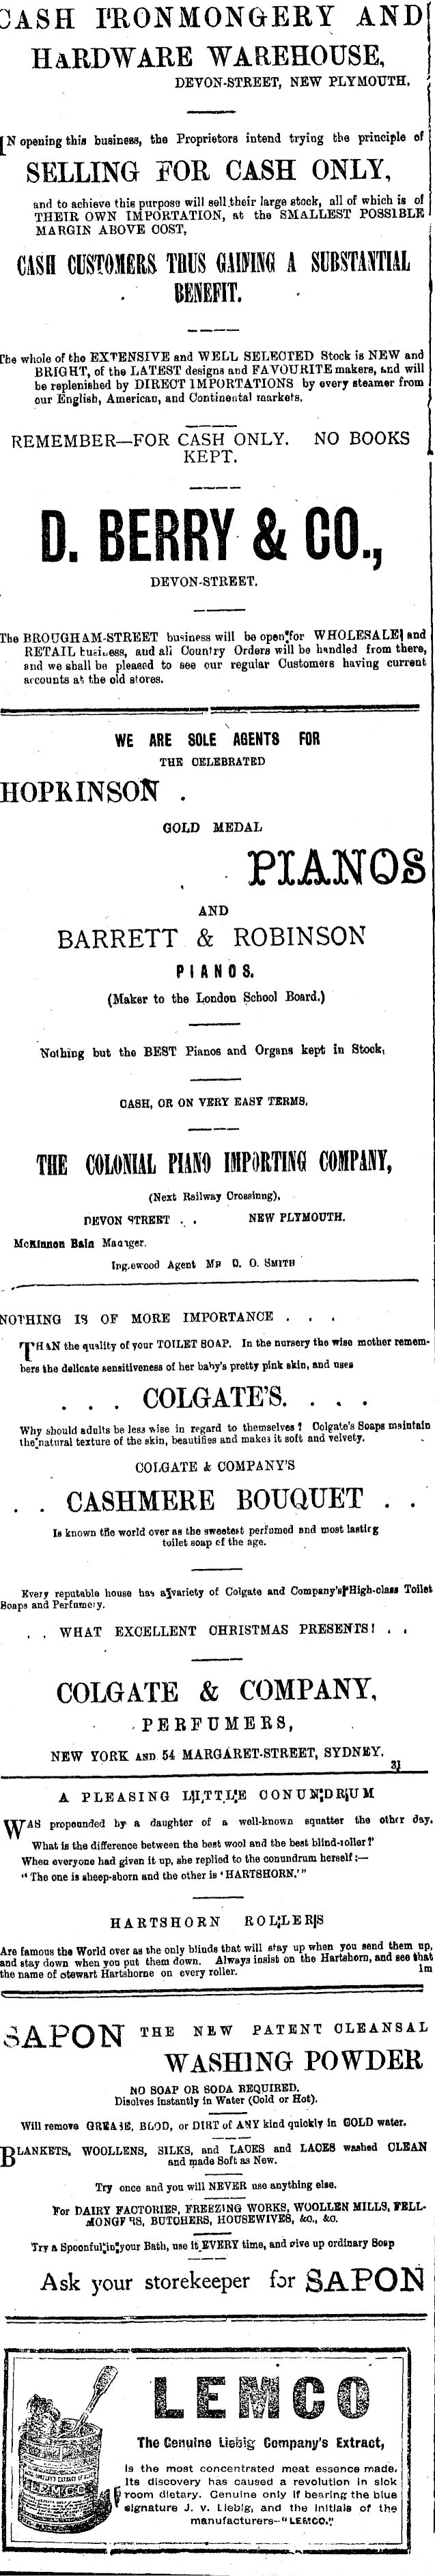 CASH IRONMONGERY AND
HARDWARE WAREHOUSE,
DEVON-STREET, NEW PLYMOUTH.
IN opening this business, the Proprietors intend trying the principle of
SELLING FOR CASH ONLY,
and to achieve this purpose will sell their large stock, all of which is of
THEIR OWN IMPORTATION, at the SMALLEST POSSIBLE
MARGIN ABOVE COST,
CASH CUSTOMERS THUS GAINING A SUBSTANTIAL
BENEFIT.
The whole of the EXTENSIVE and WELL SELECTED Stock is NEW and
BRIGHT, of the LATEST designs and FAVOURITE makers, and will
be replenished by DIRECT IMPORTATIONS by every steamer from
our English, American, and Continental markets.
REMEMBER—FOR CASH ONLY. NO BOOKS
KEPT.
D. BERRY & CO.,
DEVON-STREET.
The BROUGHAM-STREET business will be open for WHOLESALE and
RETAIL business, and all Country Orders will be handled from there,
and we shall be pleased to see our regular Customers having current
accounts at the old stores.
WE ARE SOLE AGENTS FOR
THE CELEBRATED
HOPKINSON
GOLD MEDAL
PIANOS
AND
BARRETT & ROBINSON
PIANOS.
(Maker to the London School Board.)
Nothing but the BEST Pianos and Organs kept in Stock,
CASH, OR ON VERY EASY TERMS.
THE COLONIAL PIANO IMPORTING COMPANY,
(Next Railway Crossinng),
DEVON STREET . . NEW PLYMOUTH.
McKinnon Bain Manager.
Inglewood Agent MR C. O. SMITH
NOTHING IS OF MORE IMPORTANCE . . .
THAN the quality of your TOILET SOAP. In the nursery the wise mother remem-
bers the delicate sensitiveness of her baby's pretty pink skin, and uses
. . . COLGATE'S. . . .
Why should adults be less wise in regard to themselves? Colgate's Soaps maintain
the natural texture of the skin, beautifies and makes it soft and velvety.
COLGATE & COMPANY'S
. . CASHMERE BOUQUET . .
Is known the world over as the sweetest perfumed and most lasting
toilet soap of the age.
Every reputable house has a variety of Colgate and Company's High-class Toilet
Soaps and Perfumery.
. . WHAT EXCELLENT CHRISTMAS PRESENTS! . .
COLGATE & COMPANY,
PERFUMERS,
NEW YORK AND 54 MARGARET-STREET, SYDNEY.
31
A PLEASING LITTLE CONUNDRUM
WAS propounded by a daughter of a well-known squatter the other day.
What is the difference between the best wool and the best blind-roller?'
When everyone had given it up, she replied to the conundrum herself:—
"The one is sheep-shorn and the other is 'HARTSHORN.'"
HARTSHORN ROLLERS
Are famous the World over as the only blinds that will stay up when you send them up,
and stay down when you put them down. Always insist on the Hartshorn, and see that
the name of Stewart Hartshorne on every roller. 1m
SAPON THE NEW PATENT CLEANSAL
WASHING POWDER
NO SOAP OR SODA REQUIRED.
Disolves instantly in Water (Cold or Hot).
Will remove GREASE, BLOD, or DIRT of ANY kind quickly in COLD water.
BLANKETS, WOOLLENS, SILKS, and LACES and LACES washed CLEAN
and made Soft as New.
Try once and you will NEVER use anything else.
For DAIRY FACTORIES, FREEZING WORKS, WOOLLEN MILLS, FELL-
MONGERS, BUTCHERS, HOUSEWIVES, &c., &c.
Try a Spoonful in your Bath, use it EVERY time, and give up ordinary Soap
Ask your storekeeper for SAPON
LEMCO
The Genuine Liebig Company's Extract,
Is the most concentrated meat essence made.
Its discovery has caused a revolution in sick
room dietary. Genuine only if bearing the blue
signature J. v. Liebig, and the initials of the
manufacturers—"LEMCO."